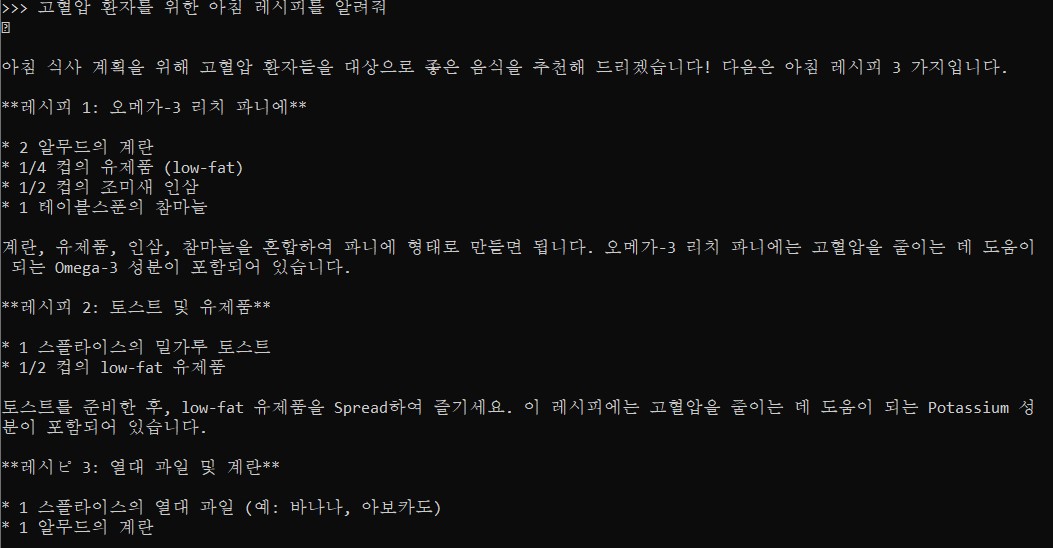 >>> 고혈압 환자를 위한 아침 레시피를 알려줘
아침 식사 계획을 위해 고혈압 환자들을 대상으로 좋은 음식을 추천해 드리겠습니다! 다음은 아침 레시피 3 가지입니다.
**레시피 1: 오메가-3 리치 파니에**
* 2 알무드의 계란
* 1/4 컵의 유제품 (low-fat)
* 1/2 컵의 조미새 인삼
* 1 테이블스푼의 참마늘
계란, 유제품, 인삼, 참마늘을 혼합하여 파니에 형태로 만들면 됩니다. 오메가-3 리치 파니에는 고혈압을 줄이는 데 도움이
되는 Omega-3 성분이 포함되어 있습니다.
**레시피 2: 토스트 및 유제품**
* 1 스플라이스의 밀가루 토스트
* 1/2 컵의 low-fat 유제품
토스트를 준비한 후, low-fat 유제품을 Spread하여 즐기세요. 이 레시피에는 고혈압을 줄이는 데 도움이 되는 Potassium 성
분이 포함되어 있습니다.
**레시ピ 3: 열대 과일 및 계란**
* 1 스플라이스의 열대 과일 (예: 바나나, 아보카도)
* 1 알무드의 계란